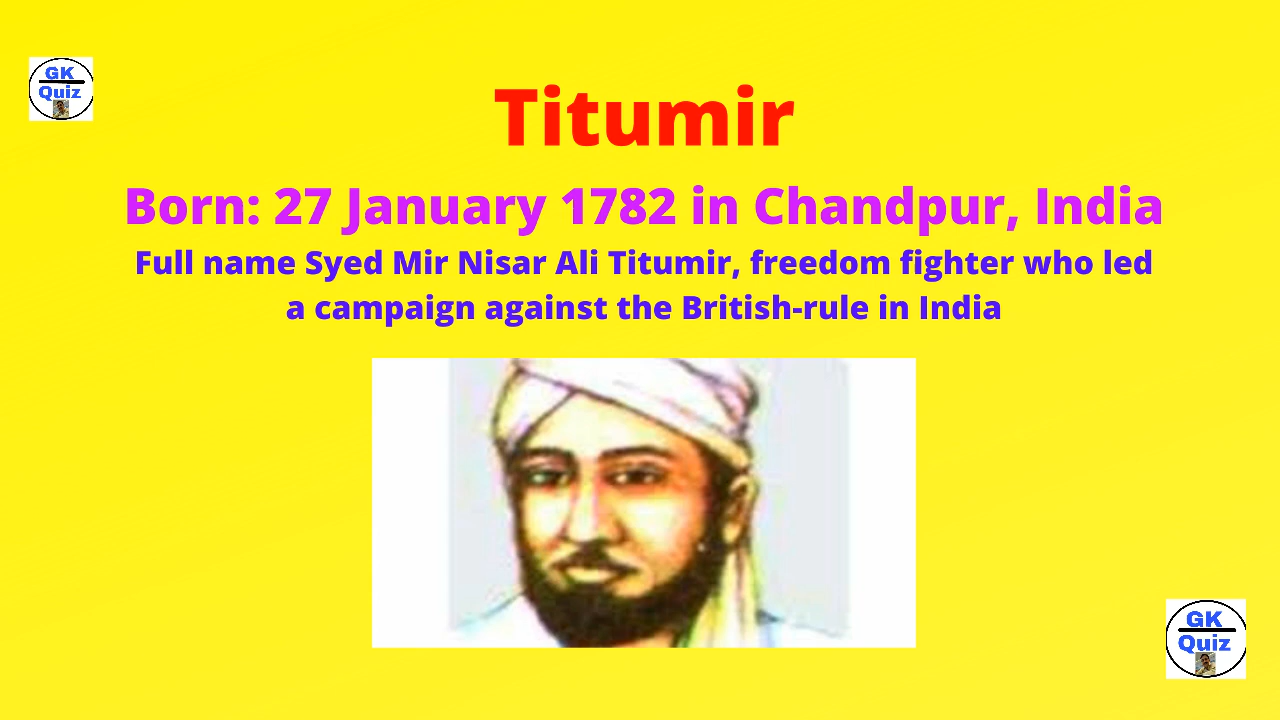 GK
Quiz
Titumir
Born: 27 January 1782 in Chandpur, India
Full name Syed Mir Nisar Ali Titumir, freedom fighter who led
a campaign against the British-rule in India
GK
Quiz